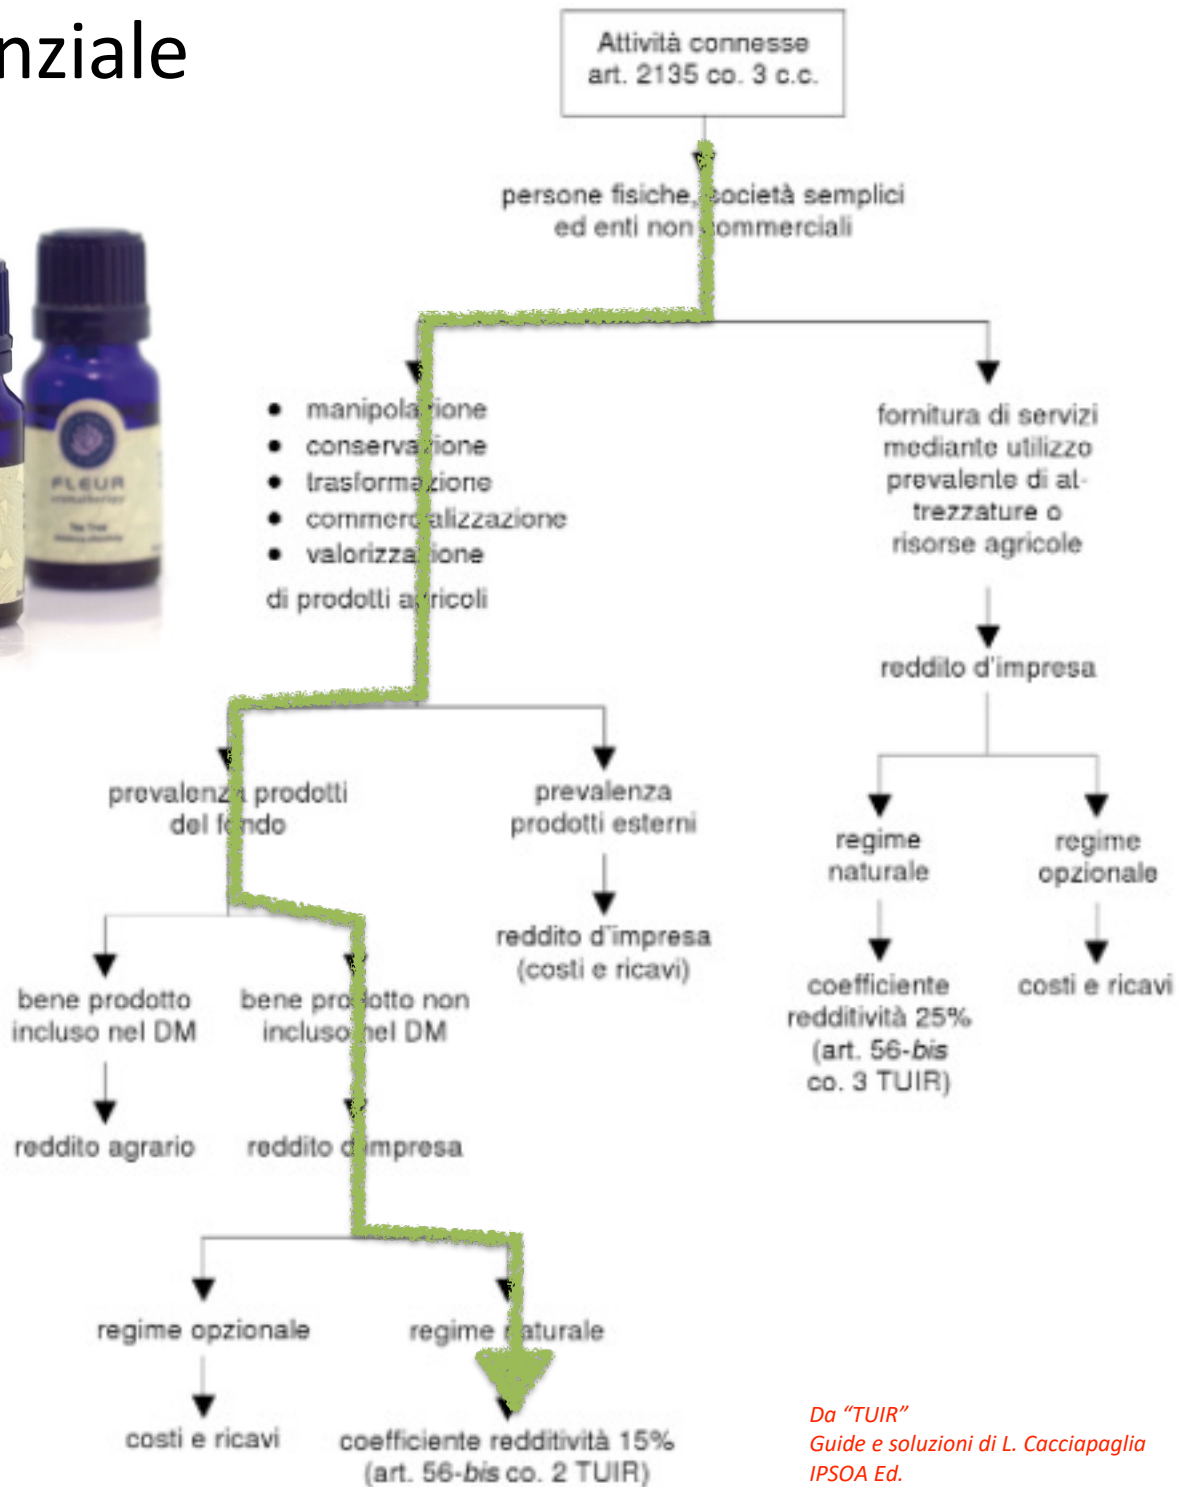 nziale
Attività connesse
art. 2135 co. 3 c.c.
persone fisiche, società semplici
ed enti non commerciali
• manipolazione
• conservazione
• trasformazione
• commercializzazione
• valorizzazione
di prodotti agricoli
fornitura di servizi
mediante utilizzo
prevalente di at-
trezzature o
risorse agricole
reddito d'impresa
prevalenza prodotti
del fondo
prevalenza
prodotti esterni
regime
naturale
regime
opzionale
reddito d'impresa
(costi e ricavi)
coefficiente
redditività 25%
(art. 56-bis
co. 3 TUIR)
costi e ricavi
bene prodotto
incluso nel DM
bene prodotto non
incluso nel DM
reddito agrario
reddito d'impresa
regime opzionale
regime naturale
costi e ricavi
coefficiente redditività 15%
(art. 56-bis co. 2 TUIR)
FLEUR
aromatherapy
Tea Tree
Da “TUIR”
Guide e soluzioni di L. Cacciapaglia
IPSOA Ed.